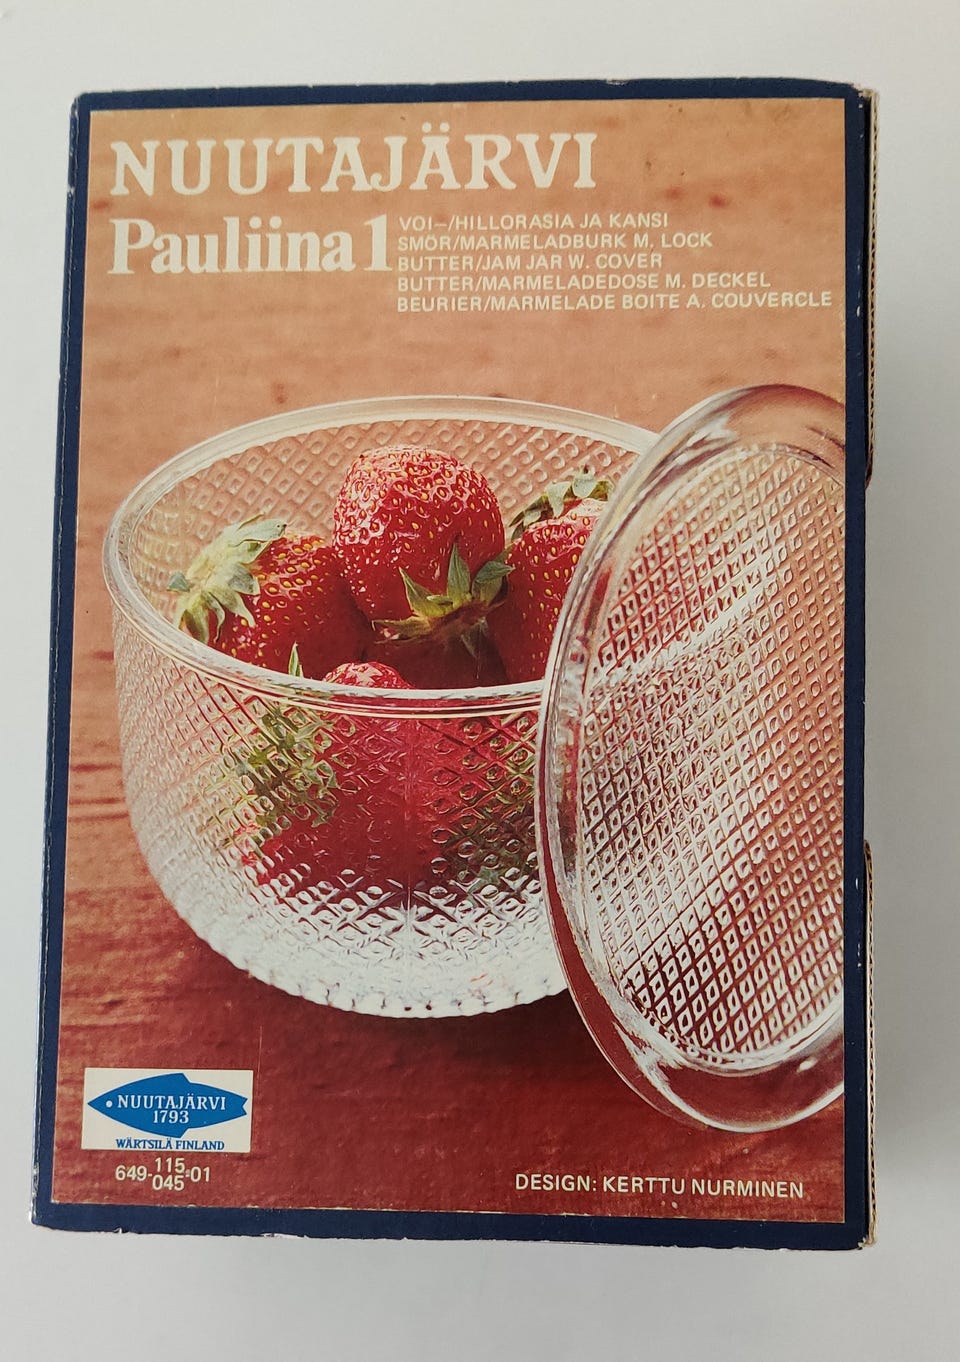 NUUTAJÄRVI
Pauliina 1
VOI-/HILLORASIA JA KANSI
SMÖR/MARMELADBURK M. LOCK
BUTTER/JAM JAR W. COVER
BUTTER/MARMELADEDOSE M. DECKEL
BEURIER/MARMELADE BOITE A. COUVERCLE
NUUTAJÄRVI
1793
WÄRTSILÄ FINLAND
649-115/045-01
DESIGN: KERTTU NURMINEN